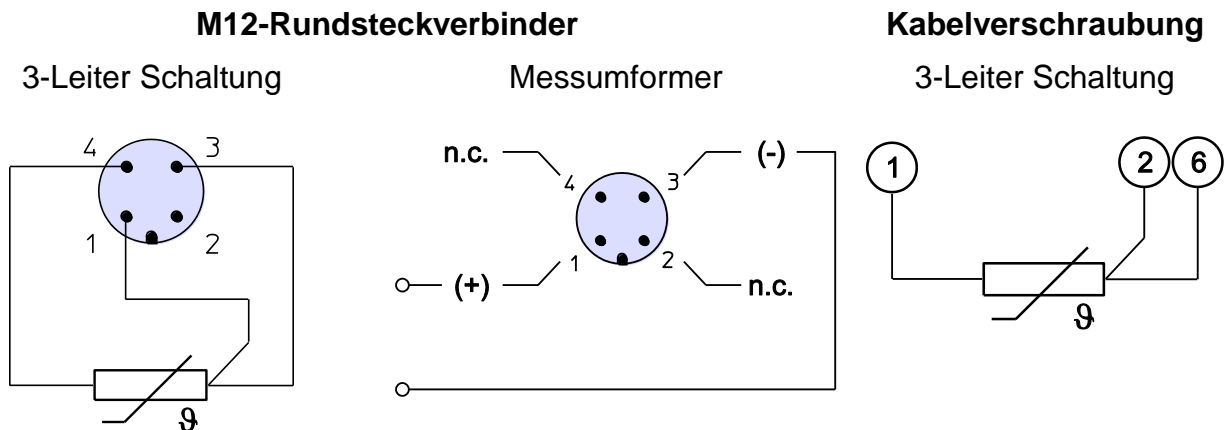 M12-Rundsteckverbinder
Kabelverschraubung
3-Leiter Schaltung
Messumformer
3-Leiter Schaltung
4
3
1
2
ϑ
n.c.
4
3
(-)
(+)
1
2
n.c.
1
2
6
ϑ